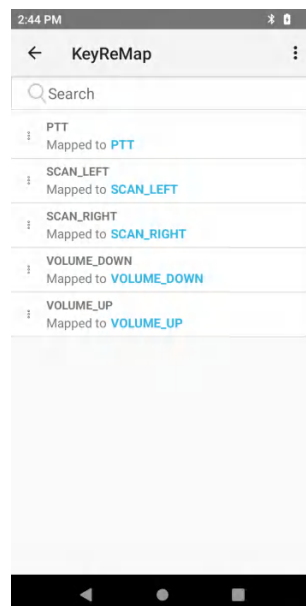 2:44 PM
KeyReMap
Search
PTT
Mapped to PTT
SCAN_LEFT
Mapped to SCAN_LEFT
SCAN_RIGHT
Mapped to SCAN_RIGHT
VOLUME_DOWN
Mapped to VOLUME_DOWN
VOLUME_UP
Mapped to VOLUME_UP